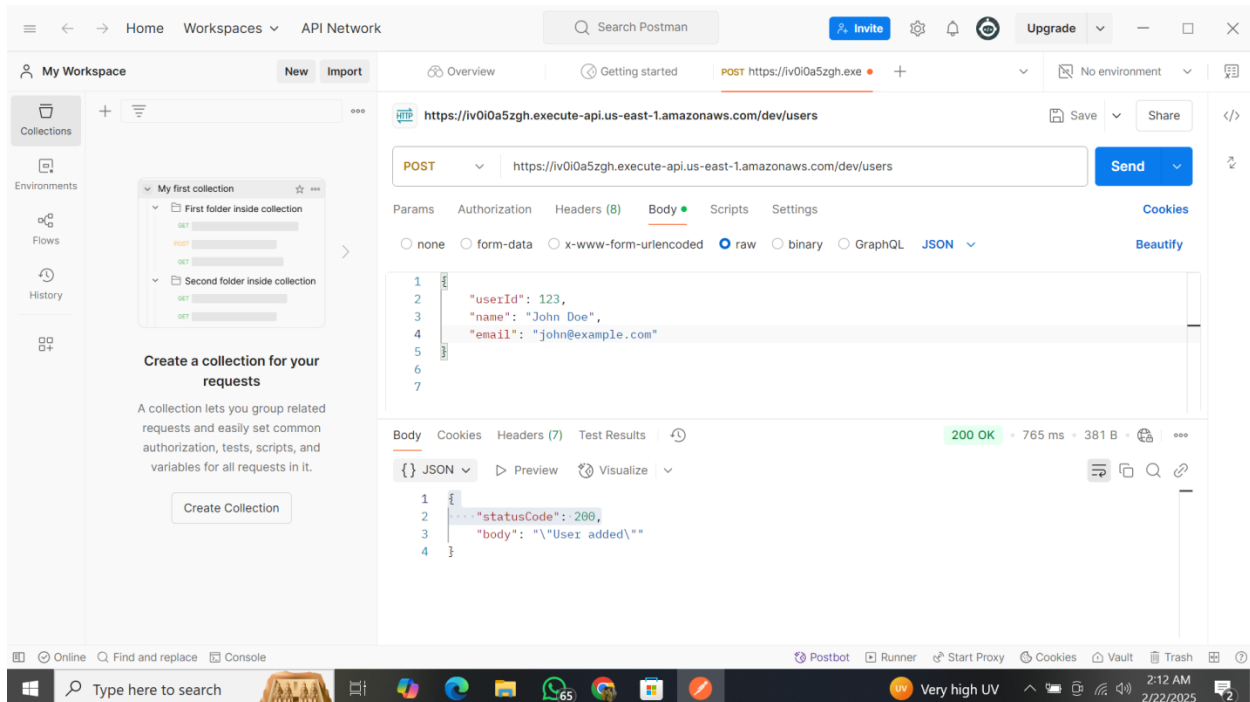 Home Workspaces API Network Search Postman Invite Upgrade
My Workspace New Import Overview Getting started POST https://iv0i0a5zgh.exe No environment
Collections
Environments
Flows
History
My first collection
First folder inside collection
GET
POST
GET
Second folder inside collection
GET
GET
Create a collection for your
requests
A collection lets you group related
requests and easily set common
authorization, tests, scripts, and
variables for all requests in it.
Create Collection
HTTP https://iv0i0a5zgh.execute-api.us-east-1.amazonaws.com/dev/users Save Share
POST https://iv0i0a5zgh.execute-api.us-east-1.amazonaws.com/dev/users Send
Params Authorization Headers (8) Body Scripts Settings Cookies
none form-data x-www-form-urlencoded raw binary GraphQL JSON Beautify
1 {
2 "userId": 123,
3 "name": "John Doe",
4 "email": "john@example.com"
5 }
6
7
Body Cookies Headers (7) Test Results 200 OK 765 ms 381 B
{} JSON Preview Visualize
1 {
2 "statusCode": 200,
3 "body": "\"User added\""
4 }
Online Find and replace Console Postbot Runner Start Proxy Cookies Vault Trash
Type here to search 65 UV Very high UV 2:12 AM
2/22/2025 2